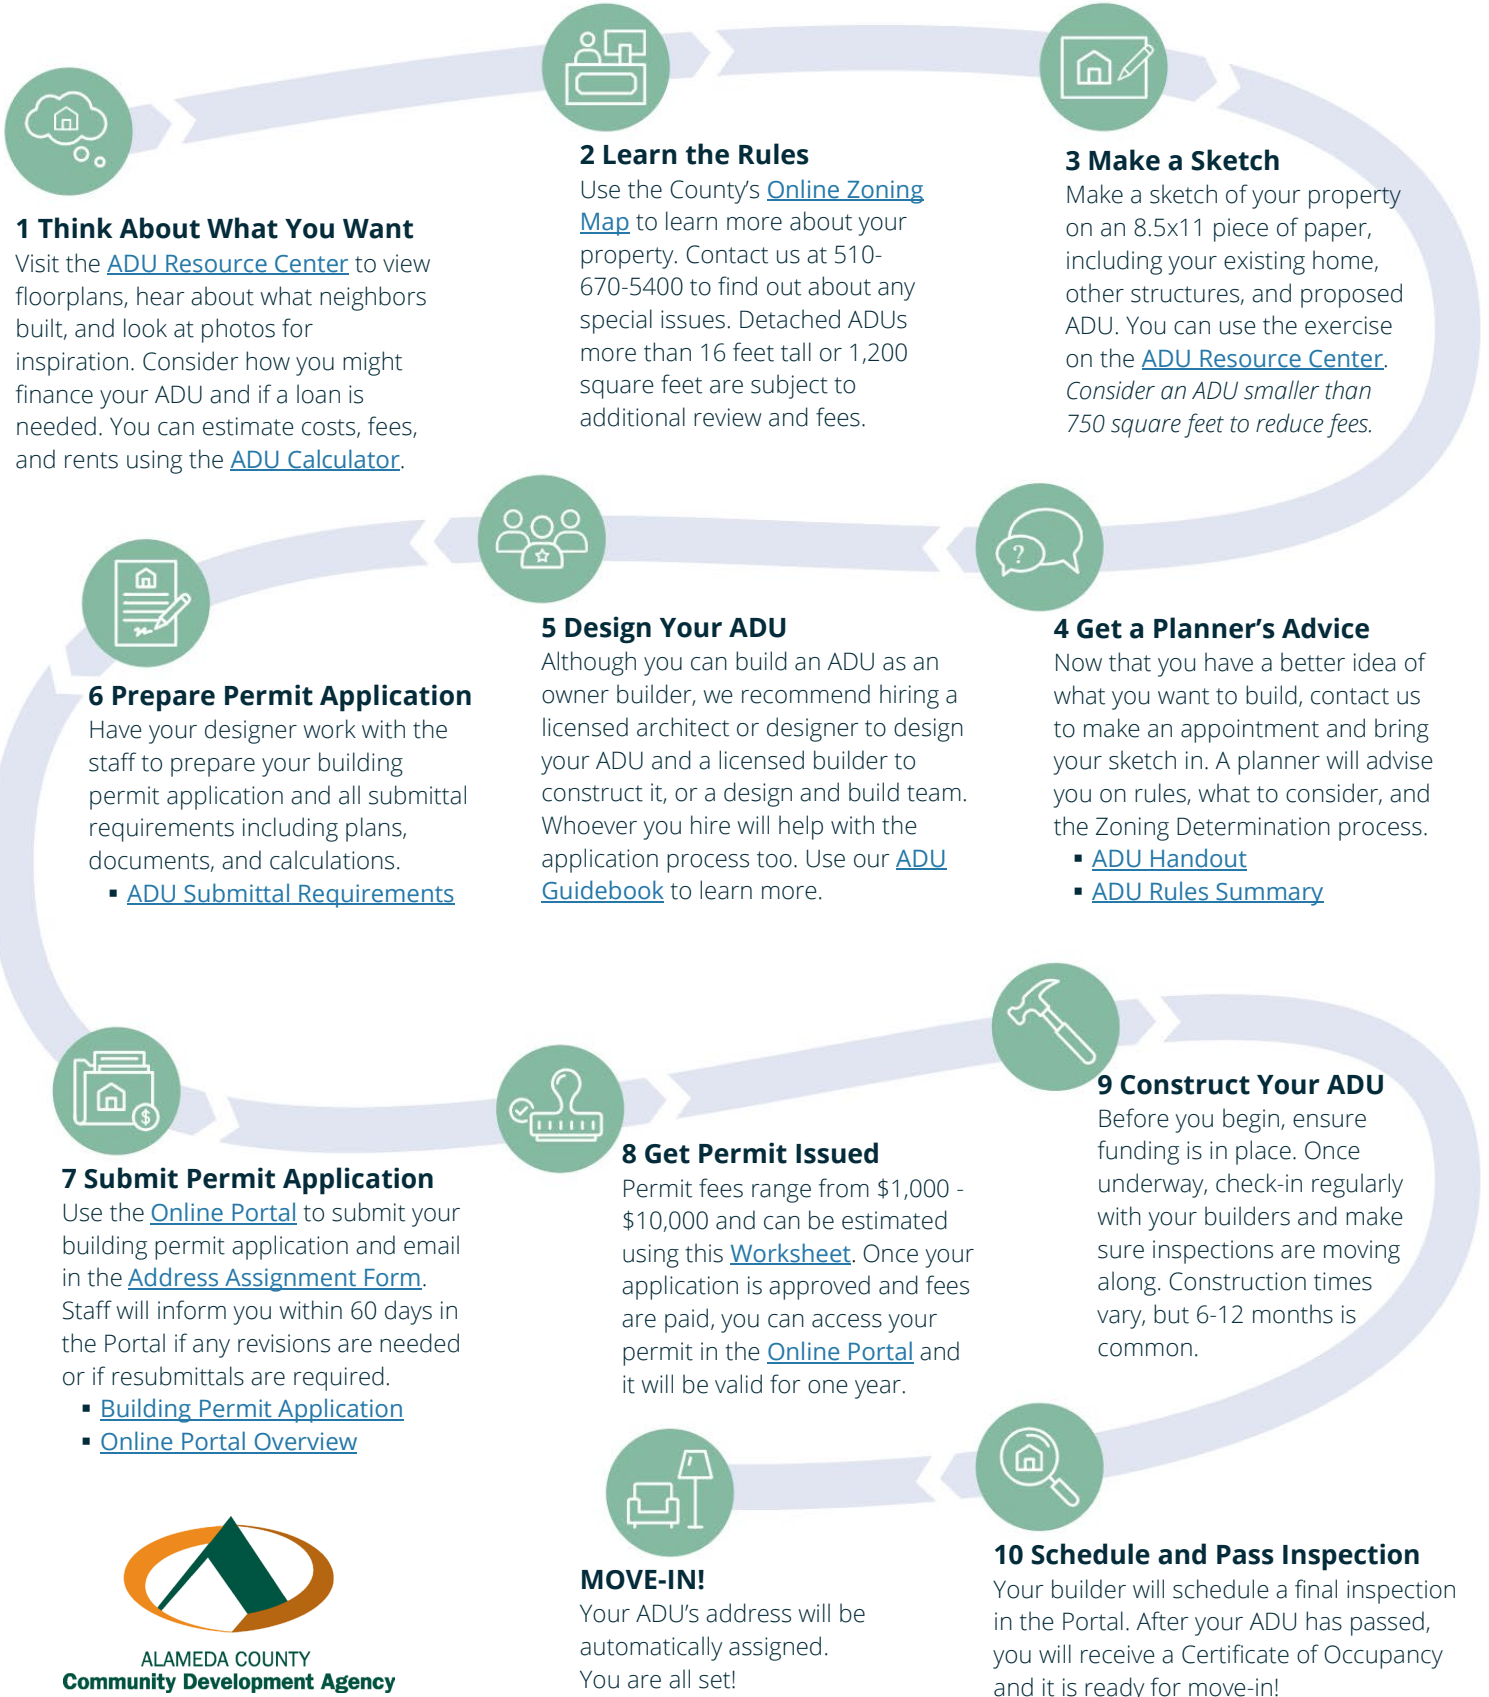 1 Think About What You Want
Visit the ADU Resource Center to view
floorplans, hear about what neighbors
built, and look at photos for
inspiration. Consider how you might
finance your ADU and if a loan is
needed. You can estimate costs, fees,
and rents using the ADU Calculator.
2 Learn the Rules
Use the County's Online Zoning
Map to learn more about your
property. Contact us at 510-
670-5400 to find out about any
special issues. Detached ADUs
more than 16 feet tall or 1,200
square feet are subject to
additional review and fees.
3 Make a Sketch
Make a sketch of your property
on an 8.5x11 piece of paper,
including your existing home,
other structures, and proposed
ADU. You can use the exercise
on the ADU Resource Center.
Consider an ADU smaller than
750 square feet to reduce fees.
?
4 Get a Planner's Advice
Now that you have a better idea of
what you want to build, contact us
to make an appointment and bring
your sketch in. A planner will advise
you on rules, what to consider, and
the Zoning Determination process.
▪ ADU Handout
▪ ADU Rules Summary
5 Design Your ADU
Although you can build an ADU as an
owner builder, we recommend hiring a
licensed architect or designer to design
your ADU and a licensed builder to
construct it, or a design and build team.
Whoever you hire will help with the
application process too. Use our ADU
Guidebook to learn more.
6 Prepare Permit Application
Have your designer work with the
staff to prepare your building
permit application and all submittal
requirements including plans,
documents, and calculations.
▪ ADU Submittal Requirements
$
7 Submit Permit Application
Use the Online Portal to submit your
building permit application and email
in the Address Assignment Form.
Staff will inform you within 60 days in
the Portal if any revisions are needed
or if resubmittals are required.
▪ Building Permit Application
▪ Online Portal Overview
8 Get Permit Issued
Permit fees range from $1,000 -
$10,000 and can be estimated
using this Worksheet. Once your
application is approved and fees
are paid, you can access your
permit in the Online Portal and
it will be valid for one year.
9 Construct Your ADU
Before you begin, ensure
funding is in place. Once
underway, check-in regularly
with your builders and make
sure inspections are moving
along. Construction times
vary, but 6-12 months is
common.
10 Schedule and Pass Inspection
Your builder will schedule a final inspection
in the Portal. After your ADU has passed,
you will receive a Certificate of Occupancy
and it is ready for move-in!
MOVE-IN!
Your ADU's address will be
automatically assigned.
You are all set!
ALAMEDA COUNTY
Community Development Agency